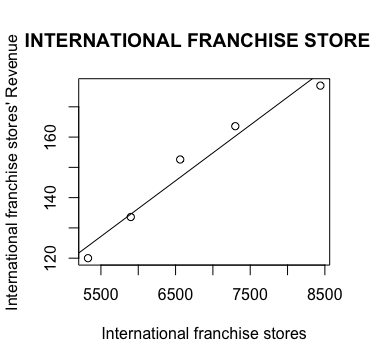 INTERNATIONAL FRANCHISE STORE
International franchise stores' Revenue
160
140
120
5500 6500 7500 8500
International franchise stores